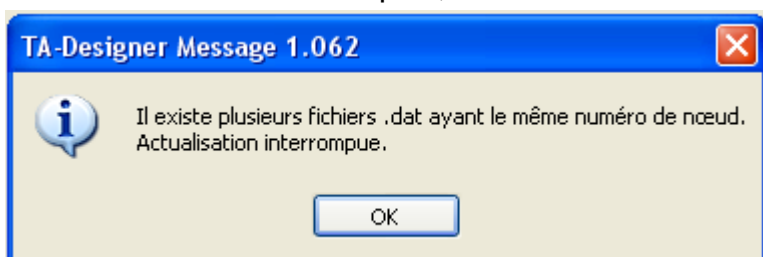 TA-Designer Message 1.062
Il existe plusieurs fichiers .dat ayant le même numéro de nœud.
Actualisation interrompue.
OK